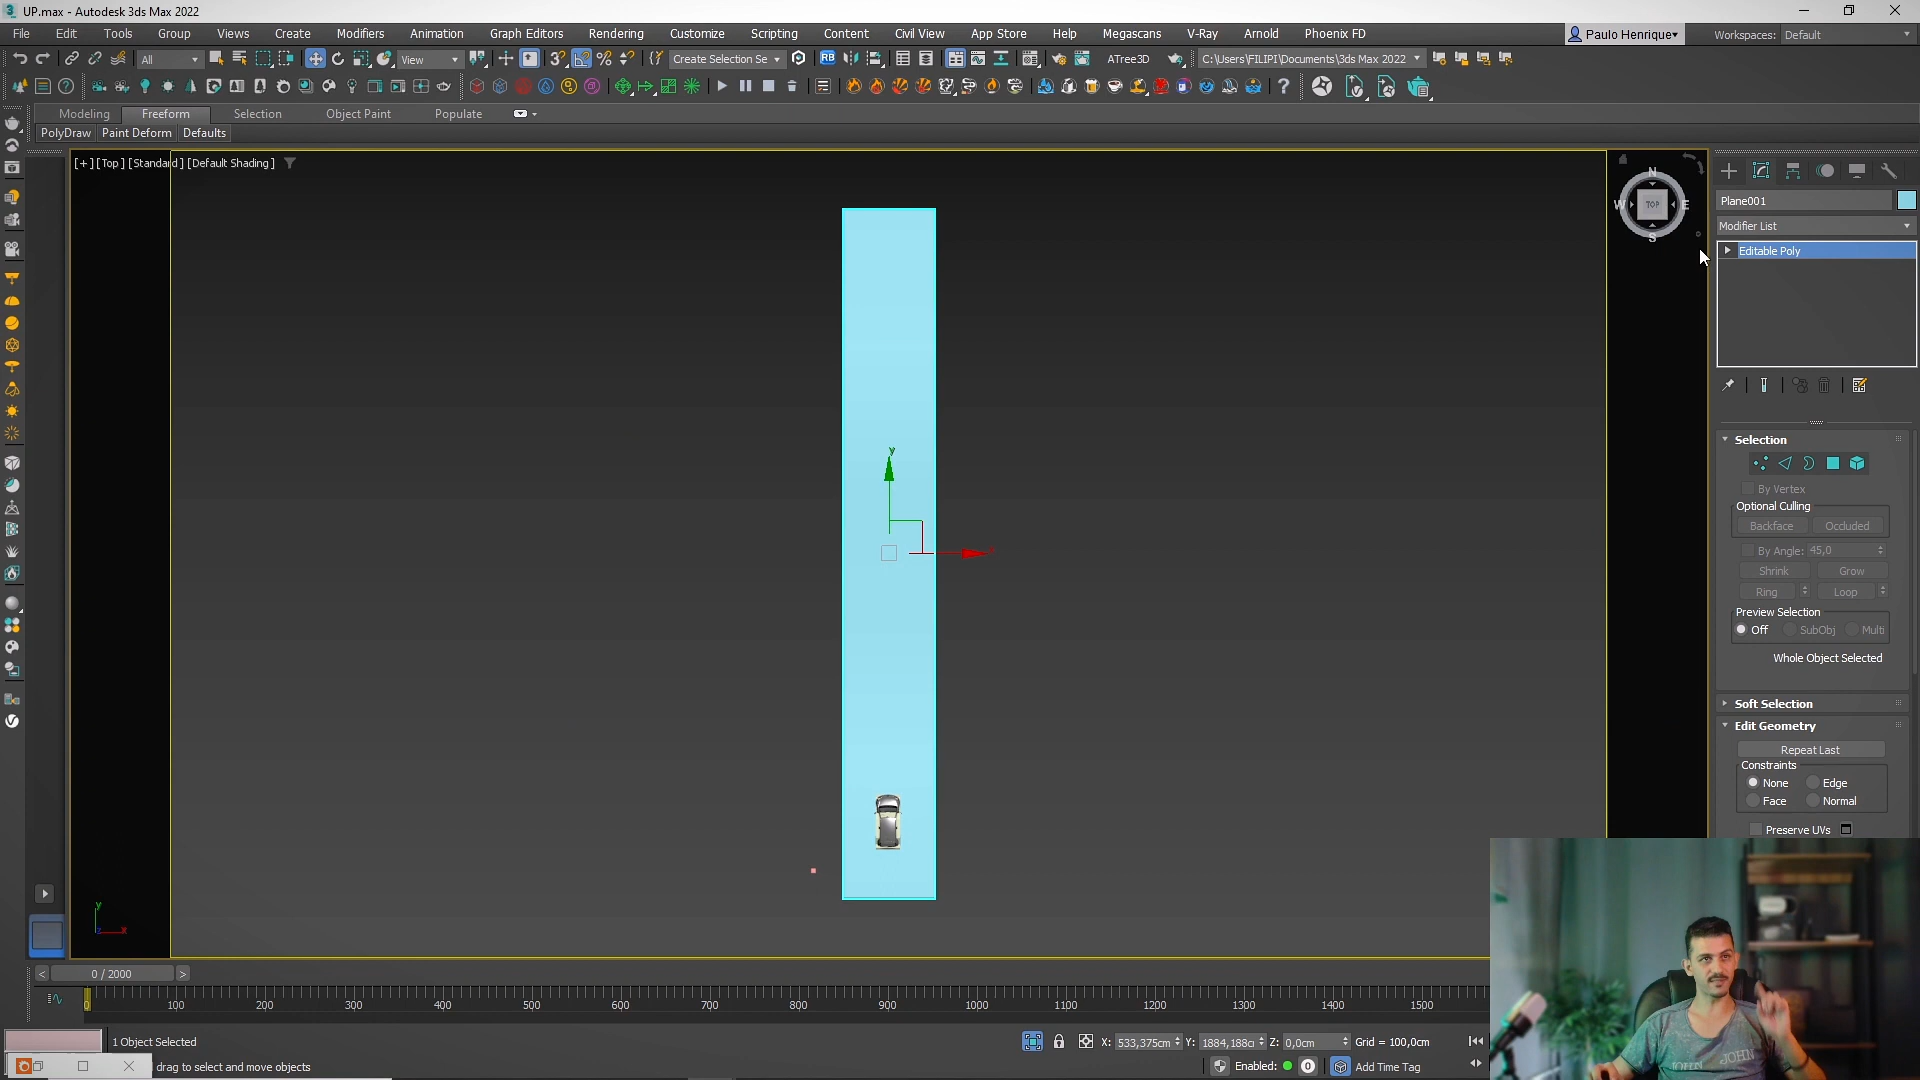 UP.max - Autodesk 3ds Max 2022
File Edit Tools Group Views Create Modifiers Animation Graph Editors Rendering Customize Scripting Content Civil View App Store Help Megascans V-Ray Arnold Phoenix FD Paulo Henrique Workspaces: Default
All View Create Selection Se RB ATree3D C:\Users\FILIPI\Documents\3ds Max 2022
Modeling Freeform Selection Object Paint Populate
PolyDraw Paint Deform Defaults
[+] [Top] [Standard] [Default Shading]
N
W TOP E
S
Plane001
Modifier List
Editable Poly
Selection
By Vertex
Optional Culling
Backface Occluded
By Angle: 45,0
Shrink Grow
Ring Loop
Preview Selection
Off SubObj Multi
Whole Object Selected
Soft Selection
Edit Geometry
Repeat Last
Constraints
None Edge
Face Normal
Preserve UVs
y
y
z x
0 / 2000
0 100 200 300 400 500 600 700 800 900 1000 1100 1200 1300 1400 1500
1 Object Selected X: 533,375cm Y: 1884,188c Z: 0,0cm Grid = 100,0cm
drag to select and move objects Enabled: 0 Add Time Tag
JOHN JOHN